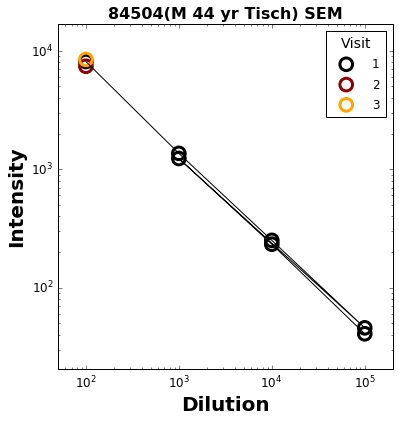 84504(M 44 yr Tisch) SEM
Visit
1
2
3
10⁴
10³
10²
Intensity
10² 10³ 10⁴ 10⁵
Dilution